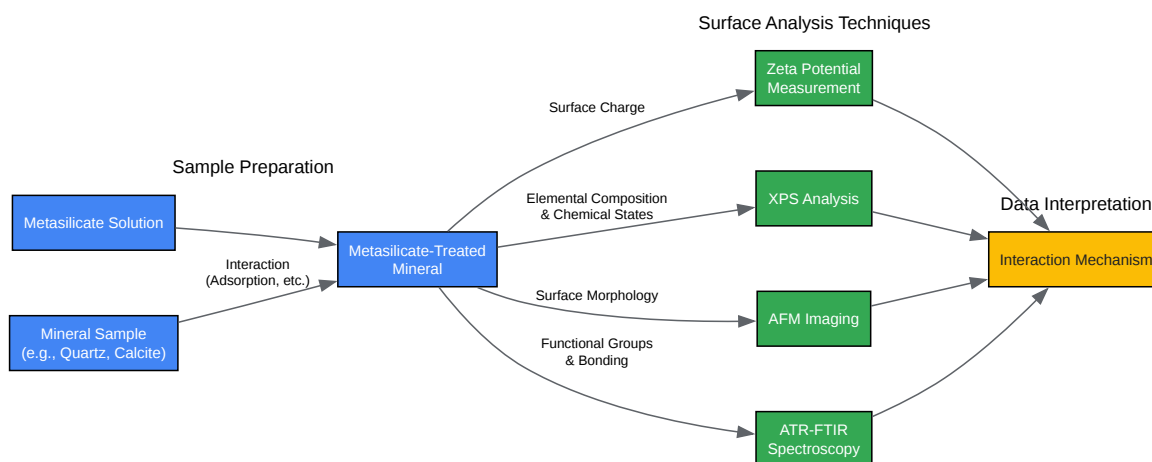 Surface Analysis Techniques
Zeta Potential
Measurement
Surface Charge
Sample Preparation
Elemental Composition
& Chemical States
XPS Analysis
Data Interpretation
Metasilicate Solution
Metasilicate-Treated
Mineral
Interaction Mechanism
Interaction
(Adsorption, etc.)
Surface Morphology
AFM Imaging
Mineral Sample
(e.g., Quartz, Calcite)
Functional Groups
& Bonding
ATR-FTIR
Spectroscopy